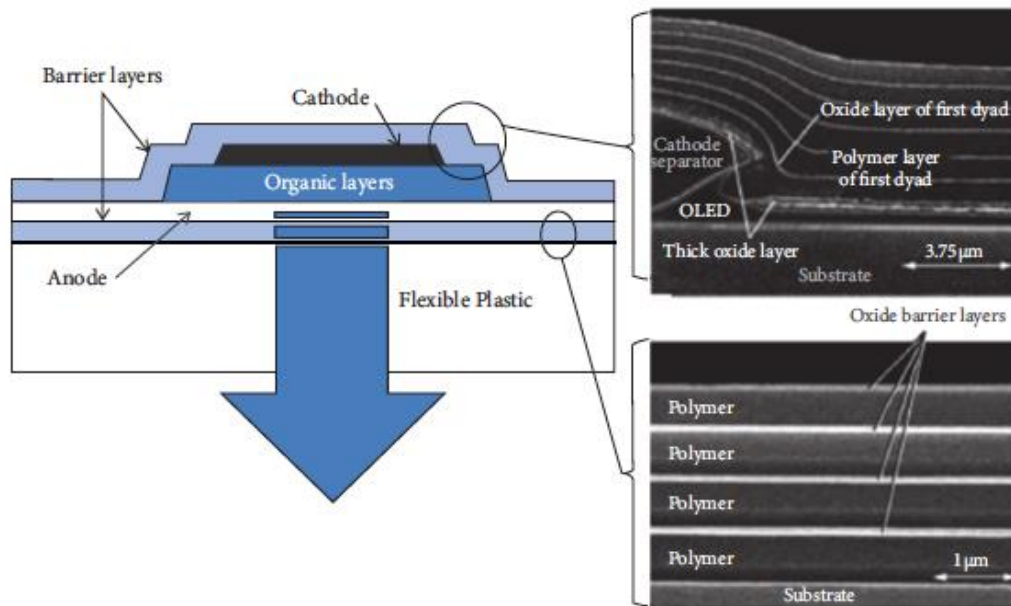 Barrier layers
Cathode
Organic layers
Anode
Flexible Plastic
Oxide layer of first dyad
Cathode
separator
Polymer layer
of first dyad
OLED
Thick oxide layer
3.75 μm
Substrate
Oxide barrier layers
Polymer
Polymer
Polymer
Polymer
1 μm
Substrate